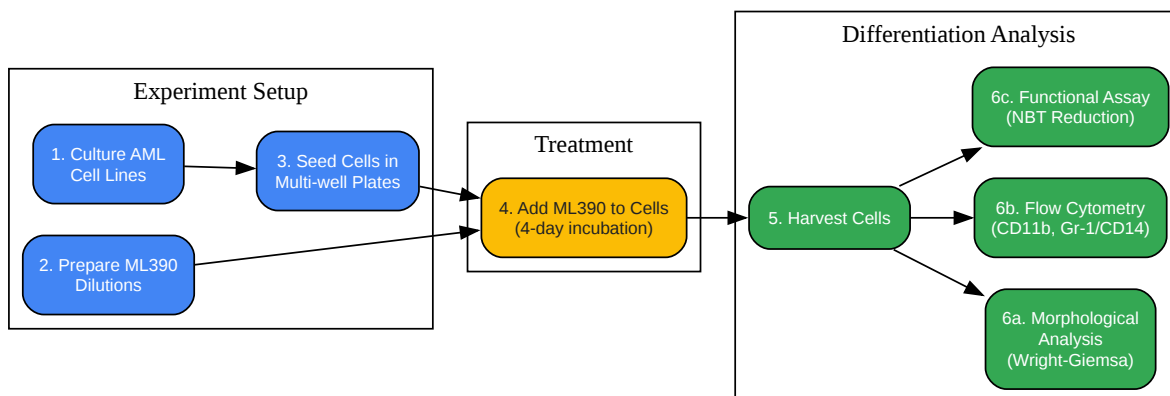 Experiment Setup
1. Culture AML
Cell Lines
2. Prepare ML390
Dilutions
3. Seed Cells in
Multi-well Plates
Treatment
4. Add ML390 to Cells
(4-day incubation)
Differentiation Analysis
5. Harvest Cells
6c. Functional Assay
(NBT Reduction)
6b. Flow Cytometry
(CD11b, Gr-1/CD14)
6a. Morphological
Analysis
(Wright-Giemsa)